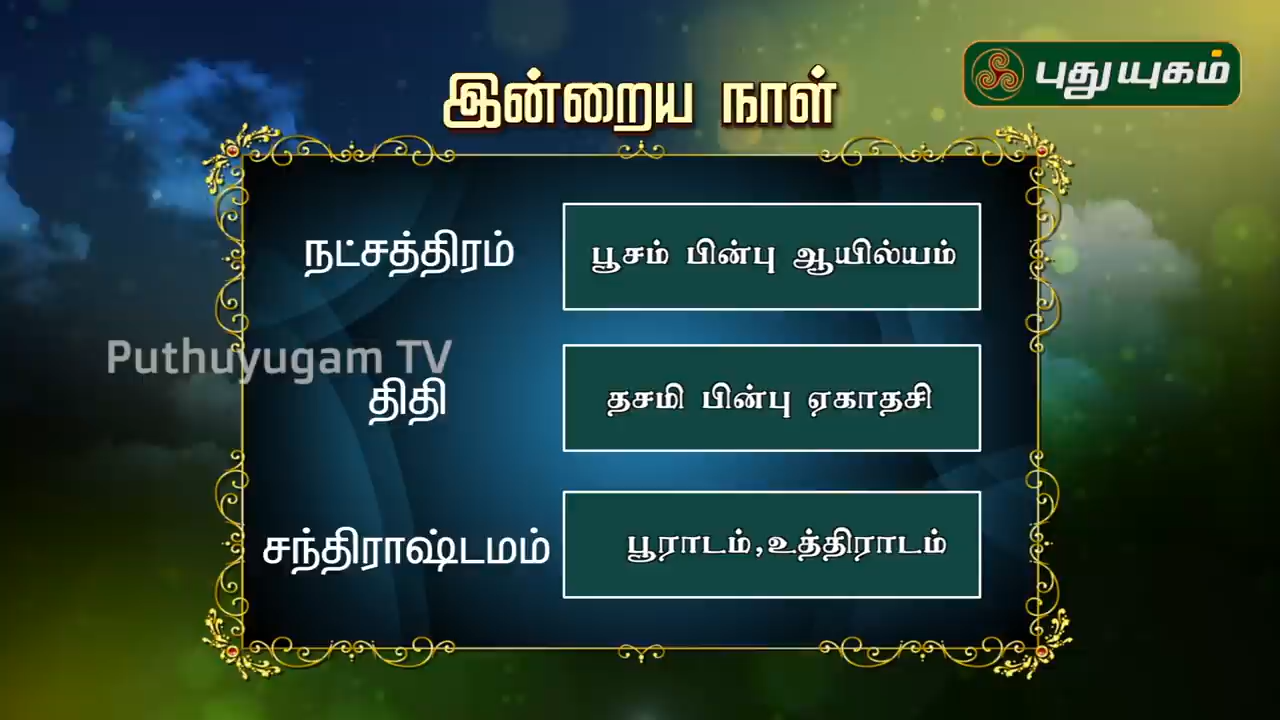 இன்றைய நாள்
புதுயுகம்
நட்சத்திரம்
பூசம் பின்பு ஆயில்யம்
Puthuyugam TV
திதி
தசமி பின்பு ஏகாதசி
சந்திராஷ்டமம்
பூராடம்,உத்திராடம்